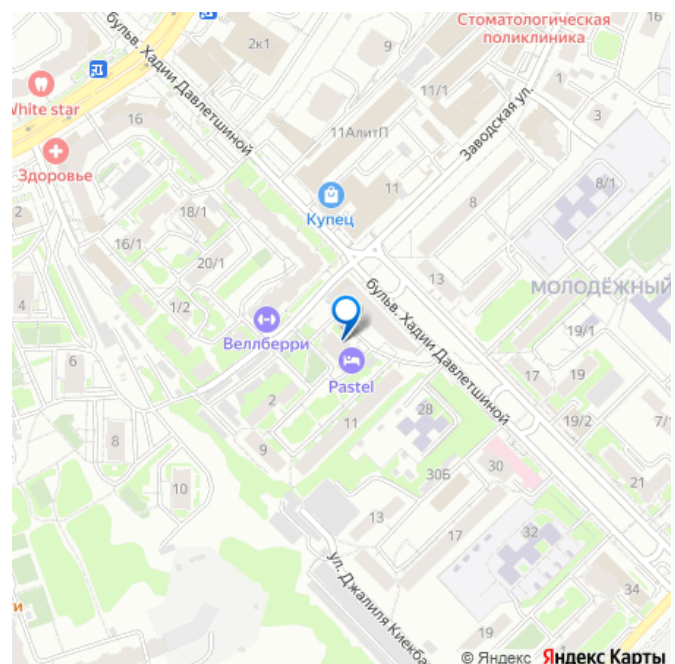 Стоматологическая
поликлиника
16
2к1
9
бульв. Хадии Давлетшиной
White star
16
11/1
1
Заводская ул.
3
11АлитП
Здоровье
11
8
8/1
2
18/1
Купец
16/1
20/1
13
МОЛОДЁЖНЫЙ
бульв. Хадии Давлетшиной
4
1/2
Веллберри
19/1
6
Pastel
17
19
2
28
19/2
7/1
11
8
9
30Б
30
21
10
13
17
32
ул. Джалиля Киекба
34
19
ти
© Яндекс Яндекс Карты